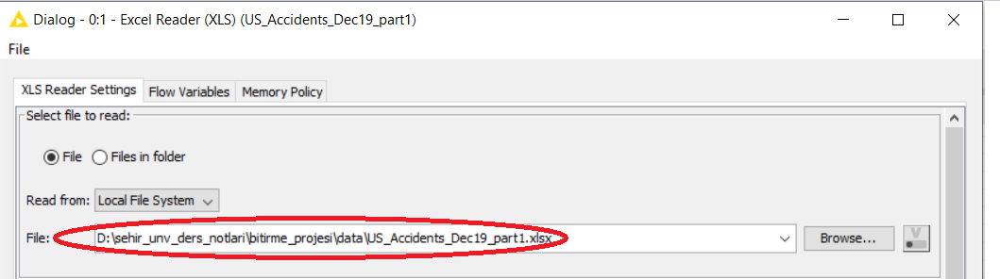 Dialog - 0:1 - Excel Reader (XLS) (US_Accidents_Dec19_part1)
File
XLS Reader Settings Flow Variables Memory Policy
Select file to read:
File Files in folder
Read from: Local File System
File: D:\sehir_unv_ders_notlari\bitirme_projesi\data\US_Accidents_Dec19_part1.xlsx Browse... V